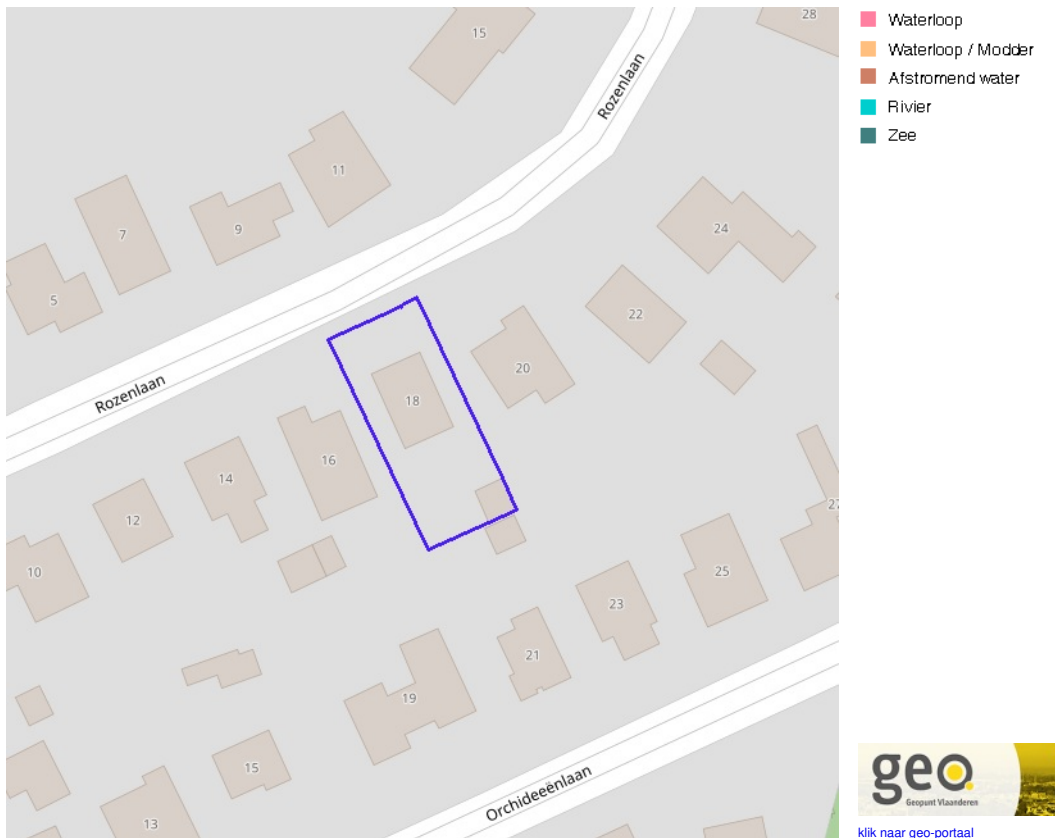 15
28
Rozenlaan
11
7
9
24
5
22
20
Rozenlaan
18
16
14
12
27
10
25
23
21
19
15
Orchideeënlaan
13
Waterloop
Waterloop / Modder
Afstromend water
Rivier
Zee
geo.
Geopunt Vlaanderen
klik naar geo-portaal